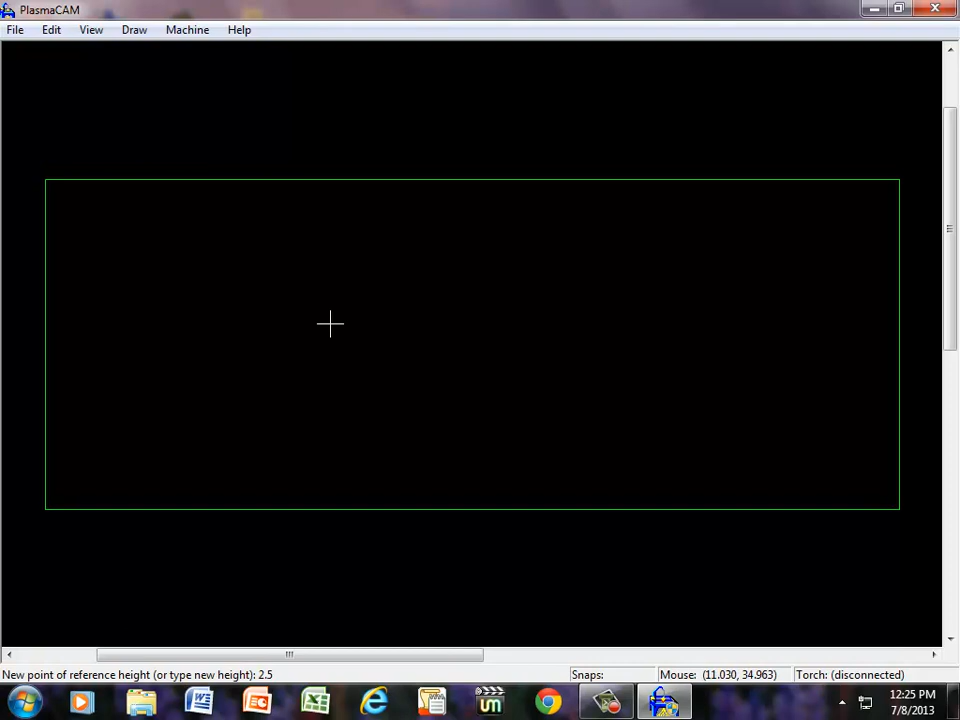 PlasmaCAM
File Edit View Draw Machine Help
New point of reference height (or type new height): 2.5 Snaps: Mouse: (11.030, 34.963) Torch: (disconnected)
um
12:25 PM
7/8/2013